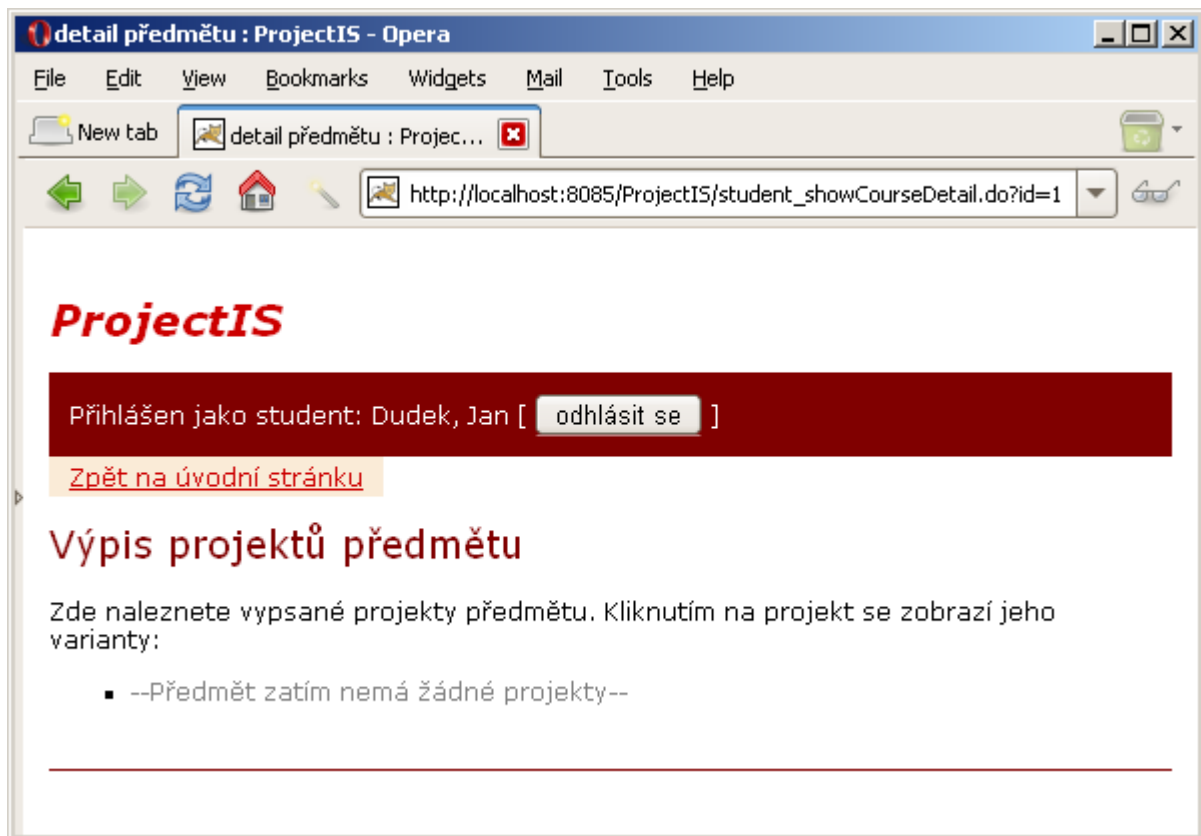 detail předmětu : ProjectIS - Opera
File Edit View Bookmarks Widgets Mail Tools Help
New tab detail předmětu : Projec...
http://localhost:8085/ProjectIS/student_showCourseDetail.do?id=1
ProjectIS
Přihlášen jako student: Dudek, Jan [ odhlásit se ]
Zpět na úvodní stránku
Výpis projektů předmětu
Zde naleznete vypsané projekty předmětu. Kliknutím na projekt se zobrazí jeho
varianty:
--Předmět zatím nemá žádné projekty--